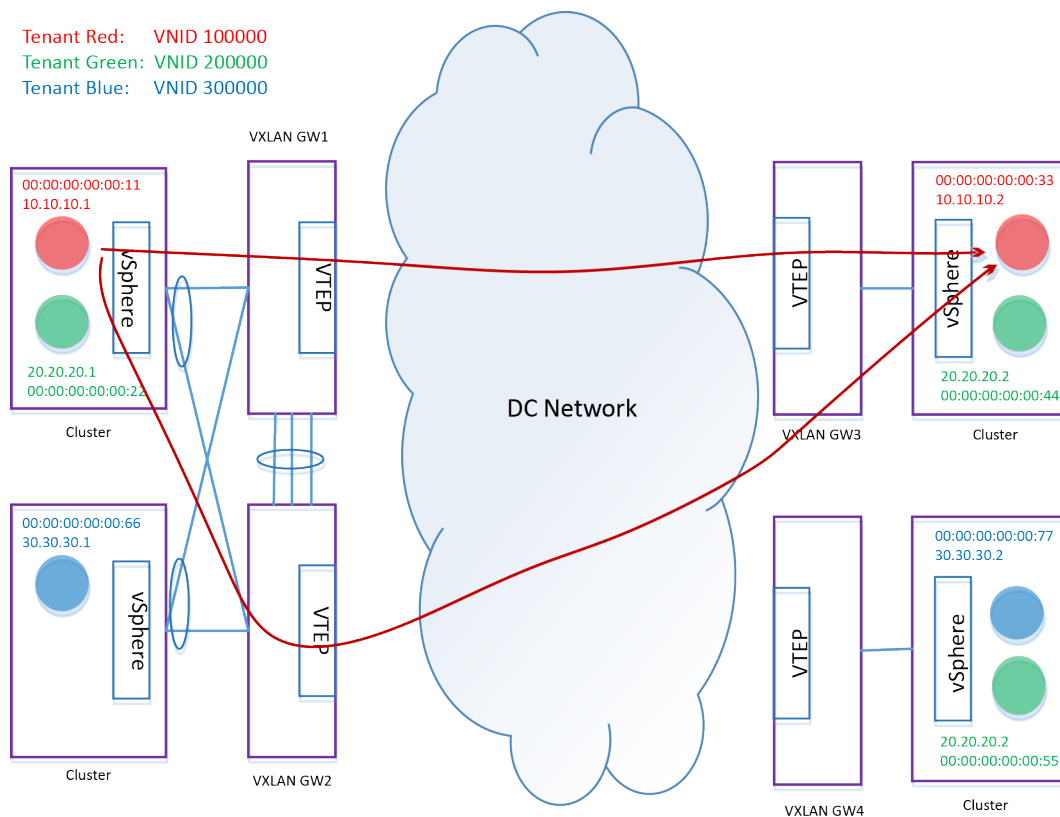 Tenant Red: VNID 100000
Tenant Green: VNID 200000
Tenant Blue: VNID 300000
VXLAN GW1
00:00:00:00:00:11
10.10.10.1
vSphere
20.20.20.1
00:00:00:00:00:22
Cluster
VTEP
DC Network
VTEP
VXLAN GW3
00:00:00:00:00:33
10.10.10.2
vSphere
20.20.20.2
00:00:00:00:00:44
Cluster
00:00:00:00:00:66
30.30.30.1
vSphere
Cluster
VTEP
VXLAN GW2
VTEP
VXLAN GW4
00:00:00:00:00:77
30.30.30.2
vSphere
20.20.20.2
00:00:00:00:00:55
Cluster